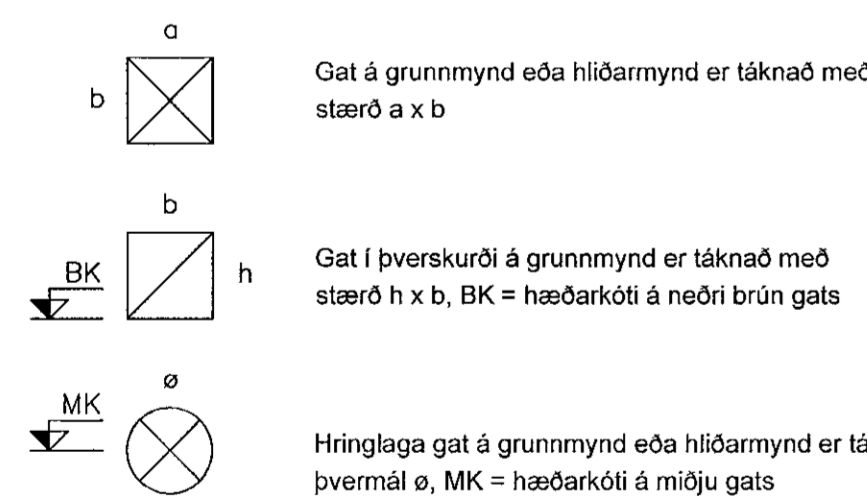 a
b
Gat á grunnmynd eða hliðarmynd er táknað með
stærð a x b
b
BK
h
Gat í þverskurði á grunnmynd er táknað með
stærð h x b, BK = hæðarkóti á neðri brún gats
ø
MK
Hringlaga gat á grunnmynd eða hliðarmynd er tá
þvermál ø, MK = hæðarkóti á miðju gats